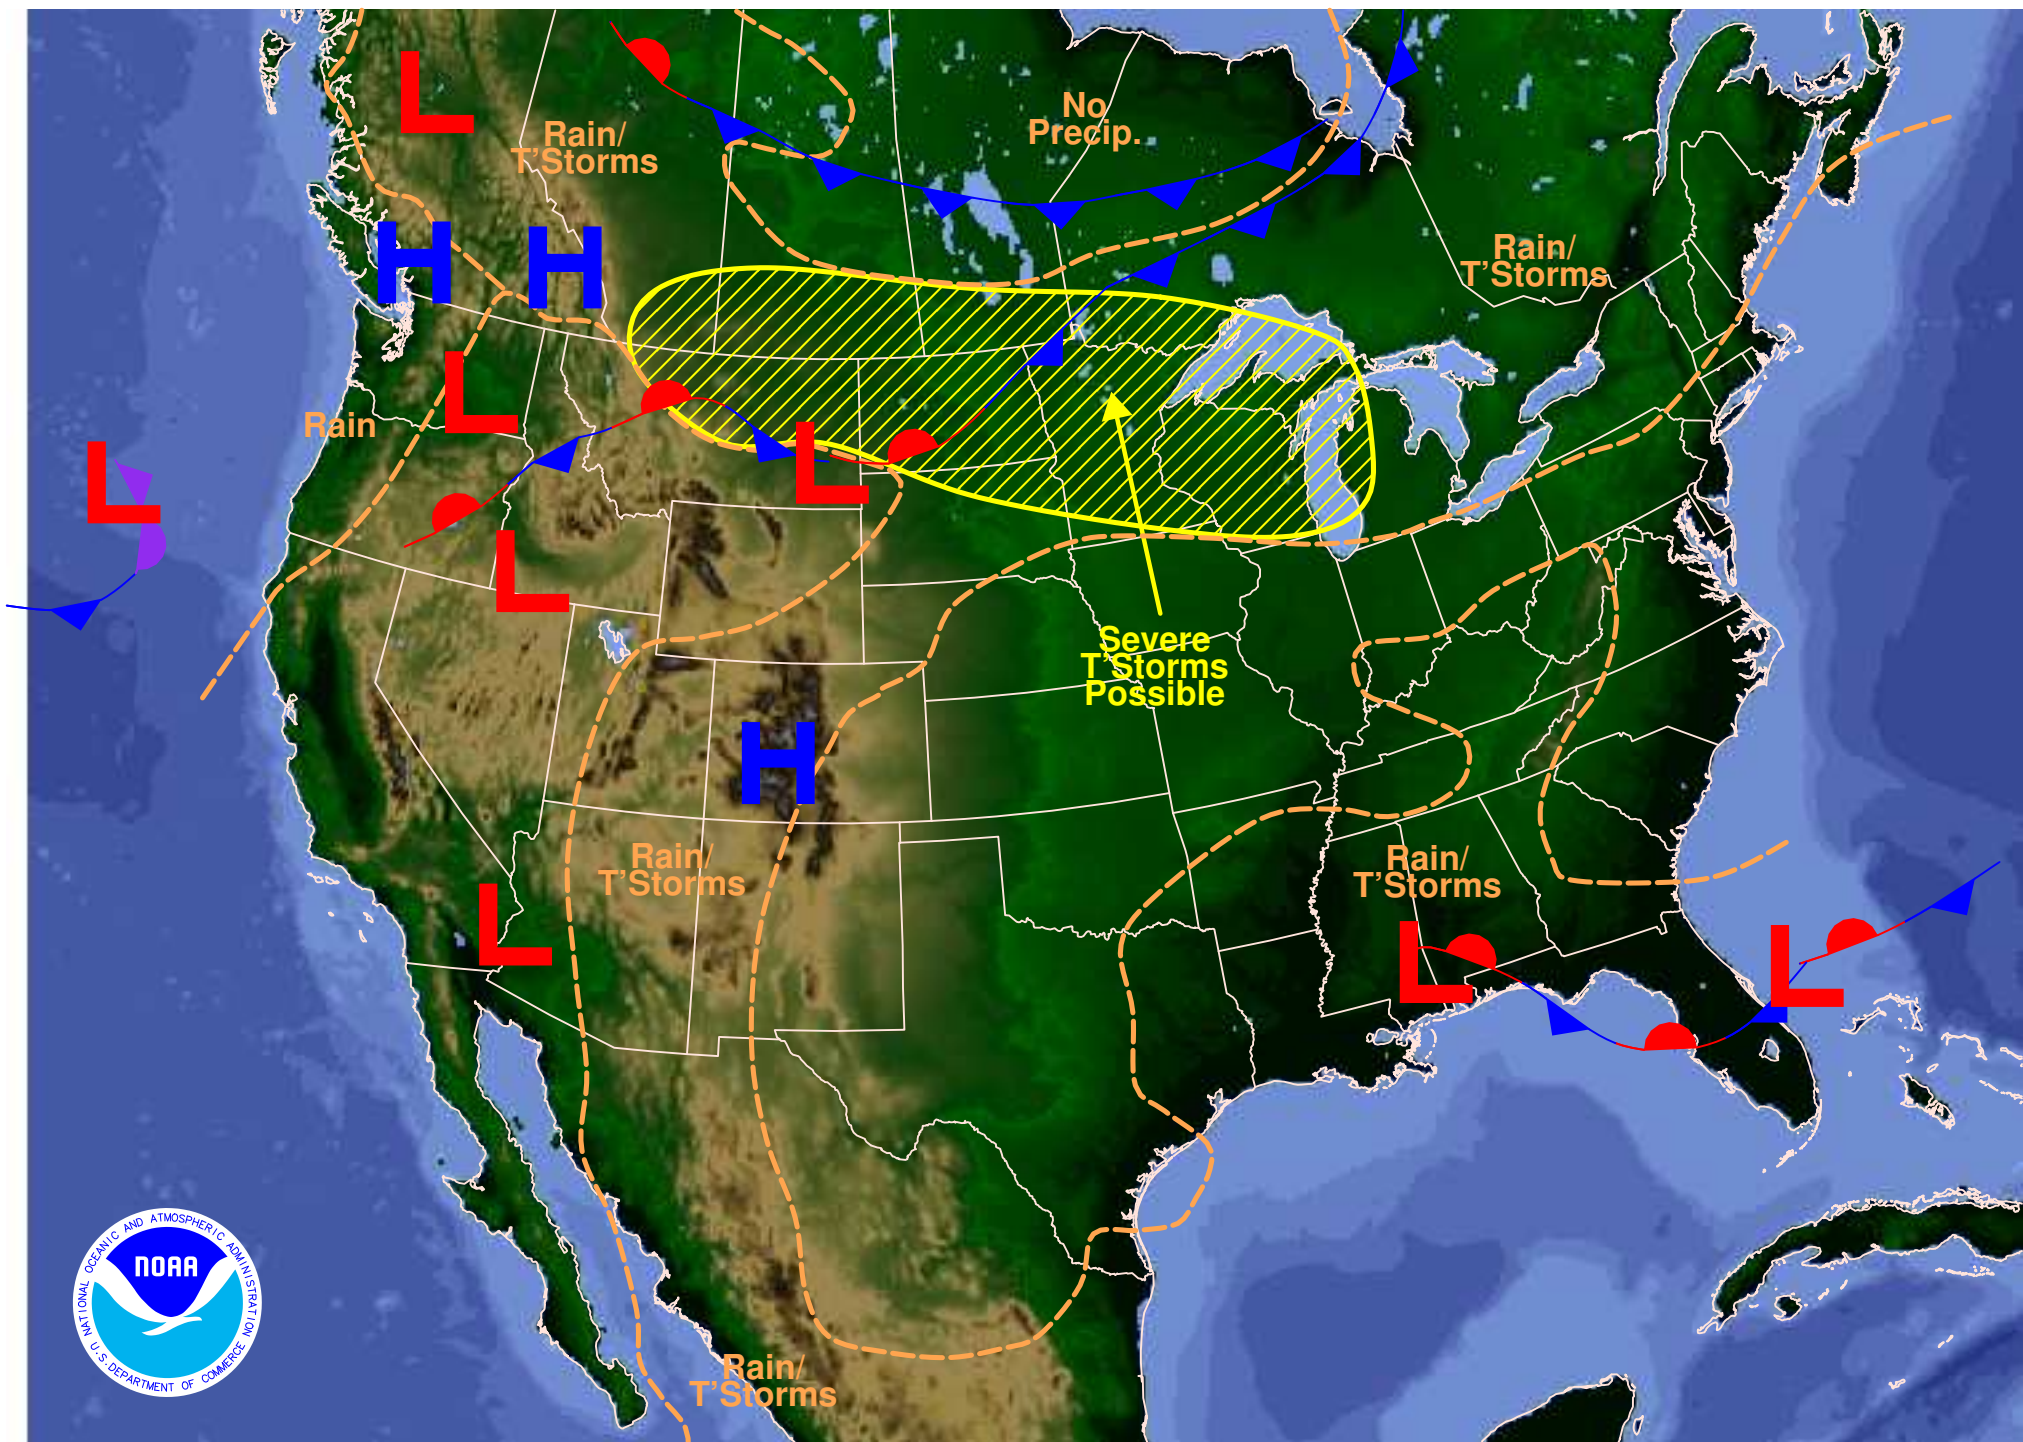 L
Rain/
T'Storms
No
Precip.
H
H
Rain/
T'Storms
L
Rain
L
L
L
Severe
T'Storms
Possible
H
Rain/
T'Storms
Rain/
T'Storms
L
L
L
NATIONAL OCEANIC AND ATMOSPHERIC ADMINISTRATION
NOAA
U.S. DEPARTMENT OF COMMERCE
Rain/
T'Storms